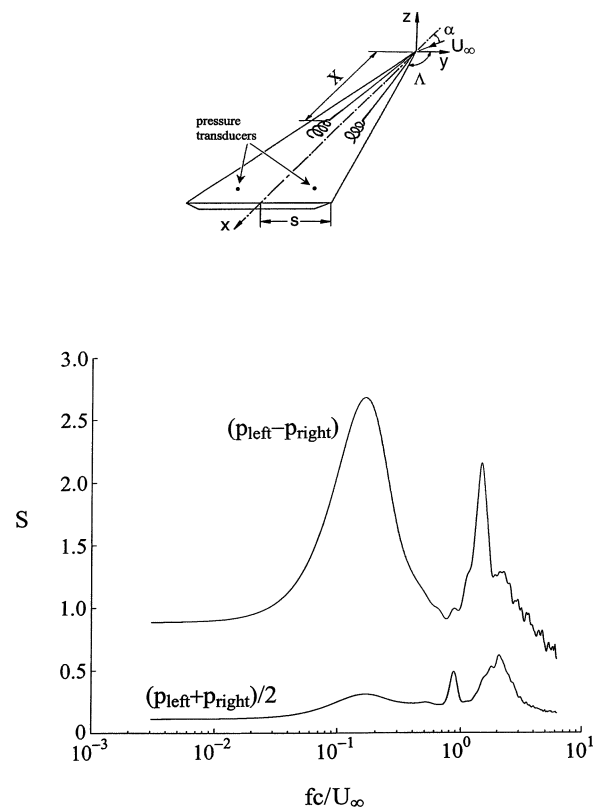 z
α
U∞
y
Λ
X
pressure
transducers
x
s
3.0
(pleft−pright)
2.5
2.0
S
1.5
1.0
0.5
(pleft+pright)/2
0
10⁻³ 10⁻² 10⁻¹ 10⁰ 10¹
fc/U∞